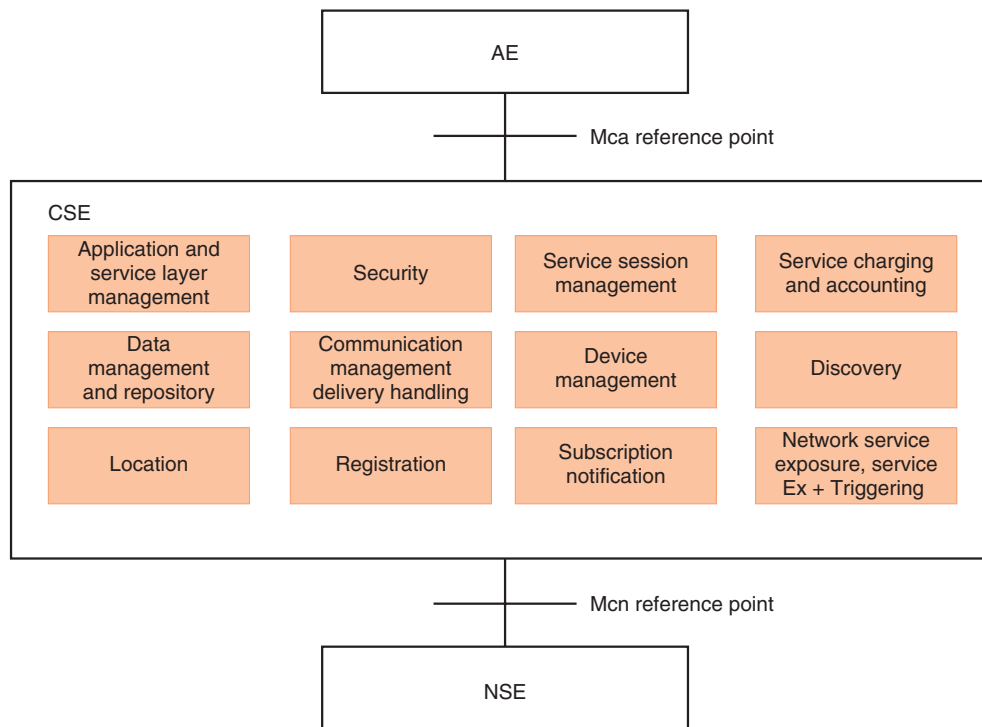 AE
Mca reference point
CSE
Application and
service layer
management
Security
Service session
management
Service charging
and accounting
Data
management
and repository
Communication
management
delivery handling
Device
management
Discovery
Location
Registration
Subscription
notification
Network service
exposure, service
Ex + Triggering
Mcn reference point
NSE